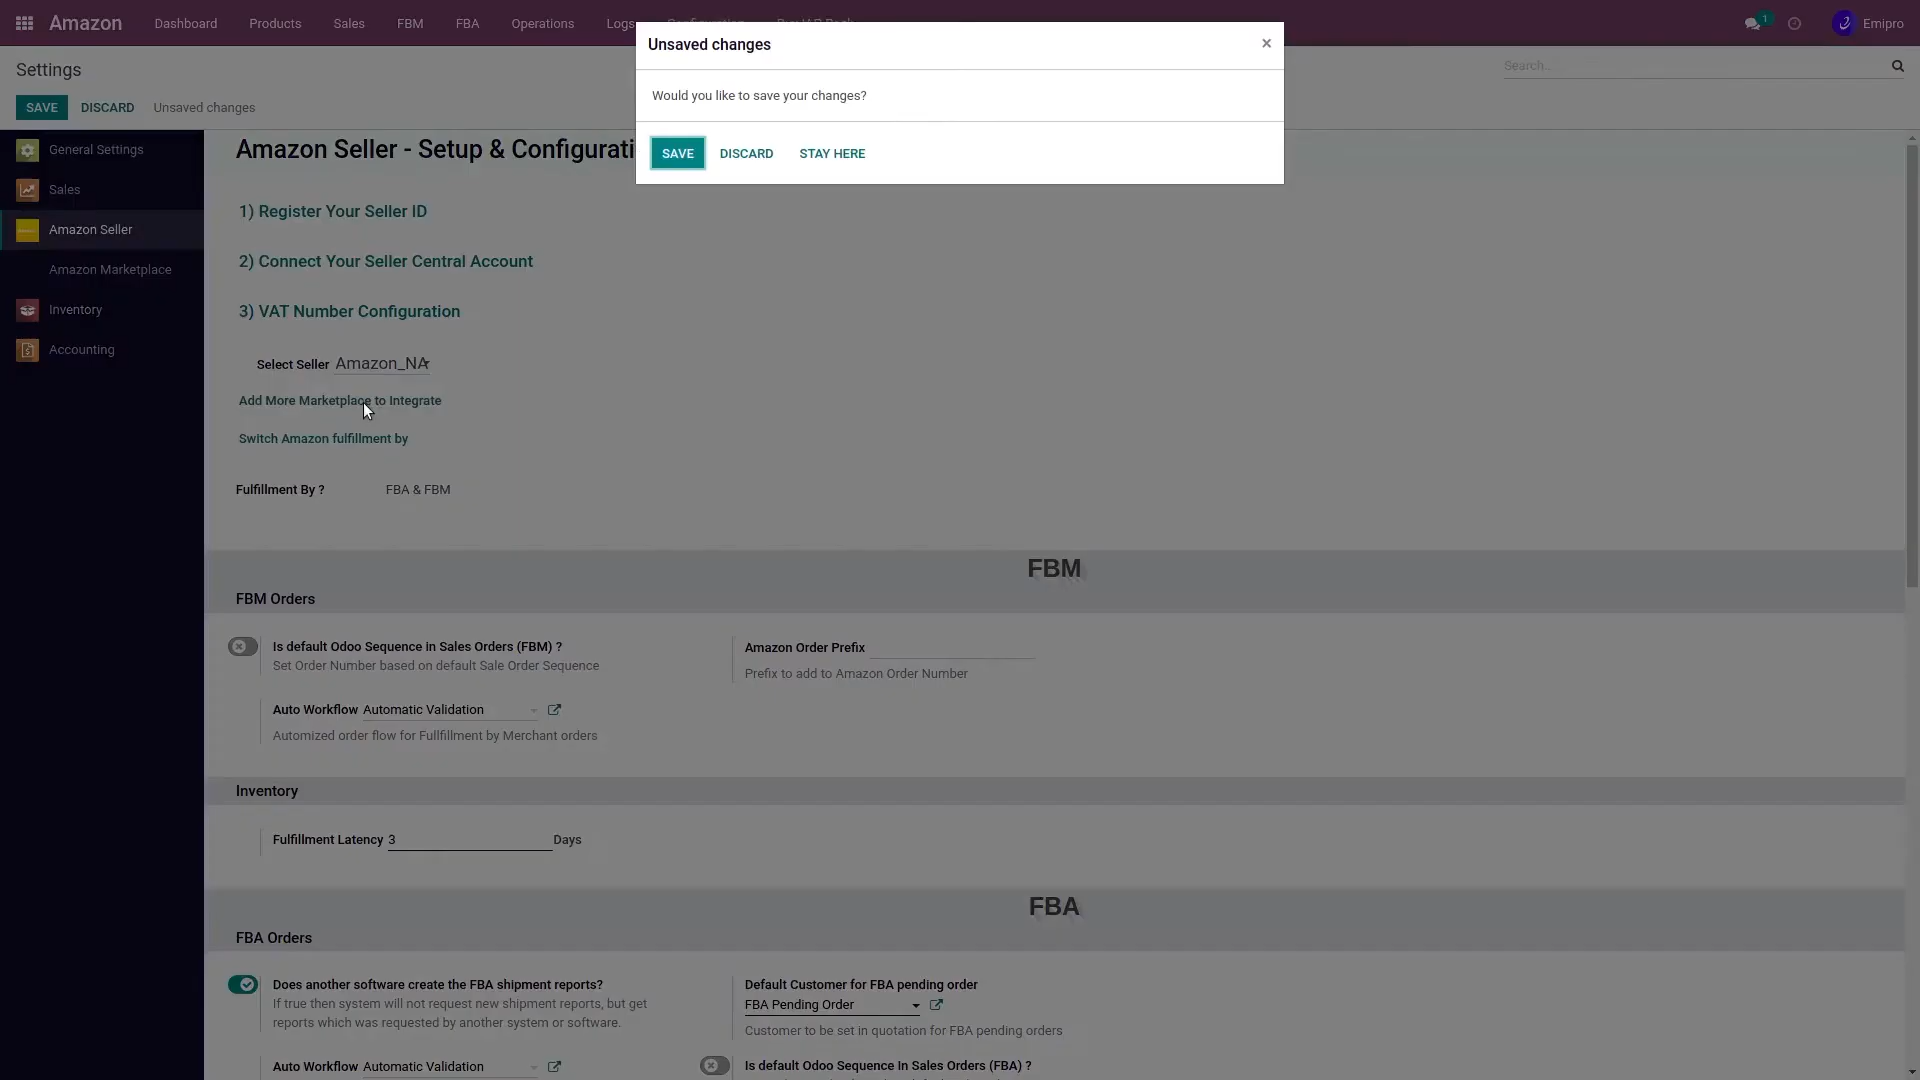 Amazon Dashboard Products Sales FBM FBA Operations Logs Configuration Buy IAP Pack 1 Emipro
Unsaved changes ×
Settings
Search...
Would you like to save your changes?
SAVE DISCARD Unsaved changes
SAVE DISCARD STAY HERE
General Settings
Sales
Amazon Seller
Amazon Marketplace
Inventory
Accounting
Amazon Seller - Setup & Configurati
1) Register Your Seller ID
2) Connect Your Seller Central Account
3) VAT Number Configuration
Select Seller Amazon_NA
Add More Marketplace to Integrate
Switch Amazon fulfillment by
Fulfillment By ? FBA & FBM
FBM
FBM Orders
Is default Odoo Sequence in Sales Orders (FBM) ?
Set Order Number based on default Sale Order Sequence
Amazon Order Prefix
Prefix to add to Amazon Order Number
Auto Workflow Automatic Validation
Automized order flow for Fullfillment by Merchant orders
Inventory
Fulfillment Latency 3 Days
FBA
FBA Orders
Does another software create the FBA shipment reports?
If true then system will not request new shipment reports, but get
reports which was requested by another system or software.
Default Customer for FBA pending order
FBA Pending Order
Customer to be set in quotation for FBA pending orders
Auto Workflow Automatic Validation
Is default Odoo Sequence In Sales Orders (FBA) ?